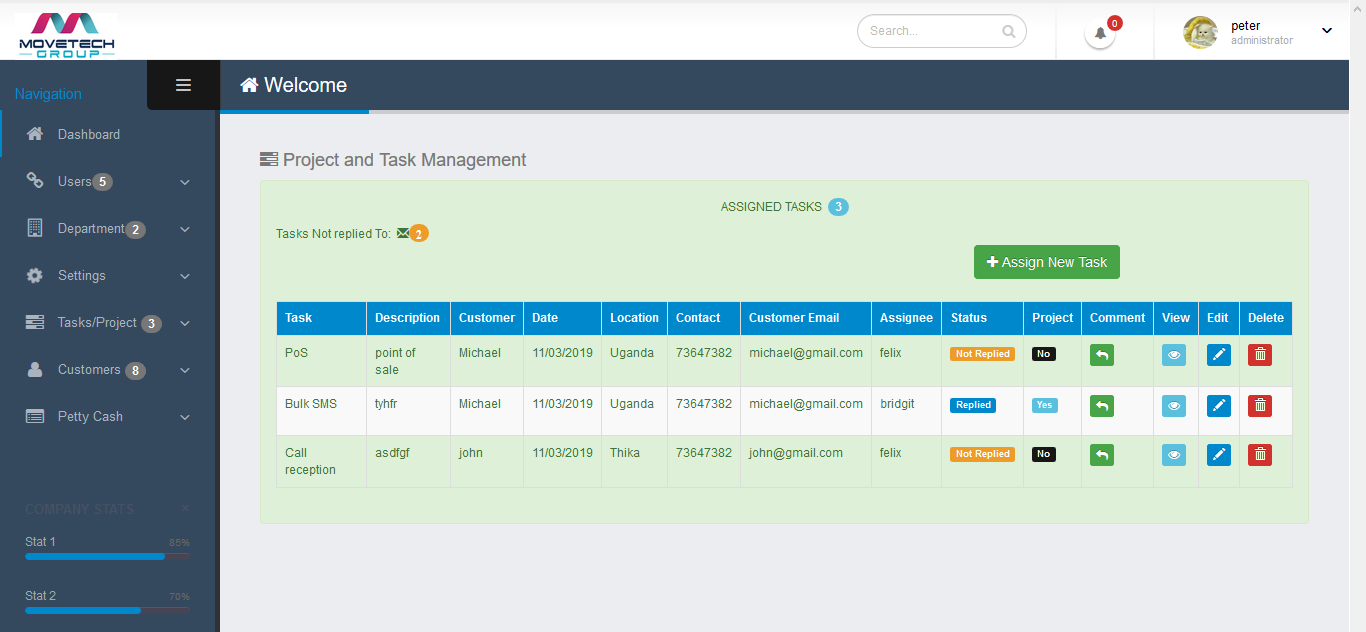 MOVETECH
GROUP
Search...
0
peter
administrator
Navigation
Welcome
Dashboard
Users 5
Department 2
Settings
Tasks/Project 3
Customers 8
Petty Cash
COMPANY STATS ×
Stat 1 85%
Stat 2 70%
Project and Task Management
ASSIGNED TASKS 3
Tasks Not replied To: 2
Assign New Task
Task Description Customer Date Location Contact Customer Email Assignee Status Project Comment View Edit Delete
PoS point of sale Michael 11/03/2019 Uganda 73647382 michael@gmail.com felix Not Replied No
Bulk SMS tyhfr Michael 11/03/2019 Uganda 73647382 michael@gmail.com bridgit Replied Yes
Call reception asdfgf john 11/03/2019 Thika 73647382 john@gmail.com felix Not Replied No